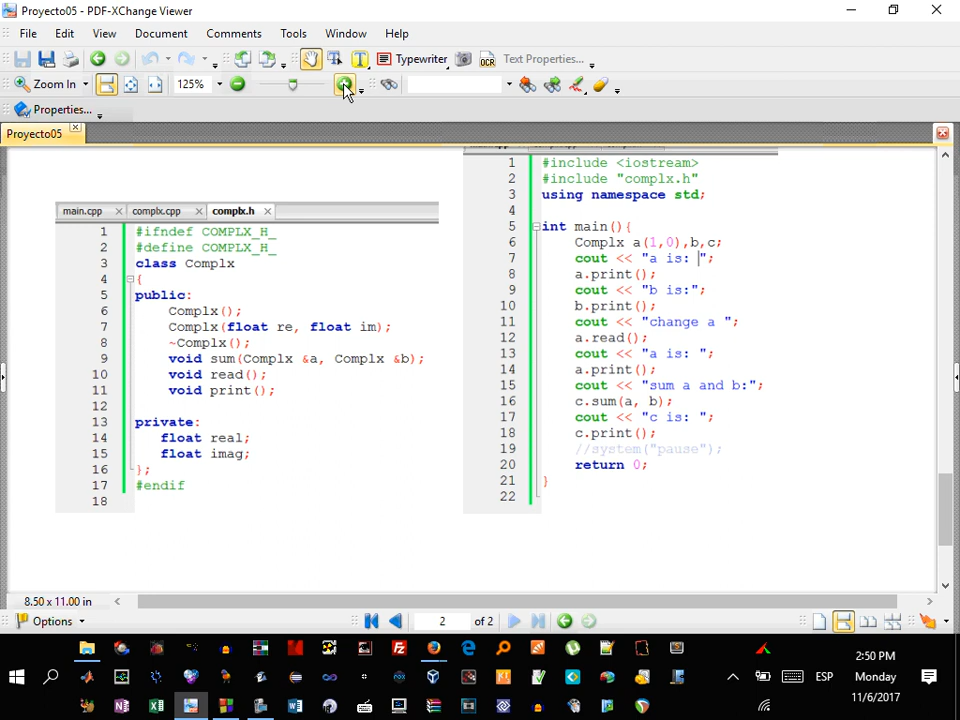 Proyecto05 - PDF-XChange Viewer
File Edit View Document Comments Tools Window Help
Typewriter OCR Text Properties...
Zoom In 125%
Properties...
Proyecto05
main.cpp complx.cpp complx.h
1 #ifndef COMPLX_H_
2 #define COMPLX_H_
3 class Complx
4 {
5 public:
6 Complx();
7 Complx(float re, float im);
8 ~Complx();
9 void sum(Complx &a, Complx &b);
10 void read();
11 void print();
12
13 private:
14 float real;
15 float imag;
16 };
17 #endif
18
1 #include <iostream>
2 #include "complx.h"
3 using namespace std;
4
5 int main(){
6 Complx a(1,0),b,c;
7 cout << "a is: ";
8 a.print();
9 cout << "b is:";
10 b.print();
11 cout << "change a ";
12 a.read();
13 cout << "a is: ";
14 a.print();
15 cout << "sum a and b:";
16 c.sum(a, b);
17 cout << "c is: ";
18 c.print();
19 //system("pause");
20 return 0;
21 }
22
8.50 x 11.00 in
Options 2 of 2
2:50 PM
ESP Monday
11/6/2017